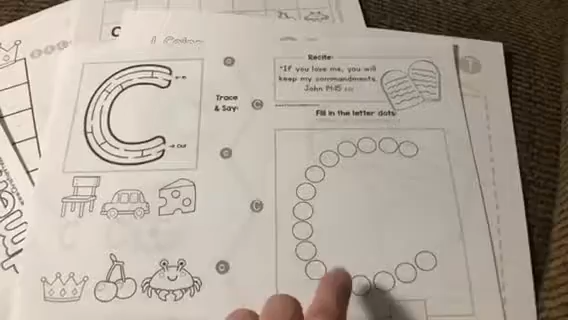 C
Color
C
In
Out
Trace
& Say:
C
C
C
C
C
Recite:
"If you love me, you will
keep my commandments.
John 14:15
Fill in the letter dots:
T